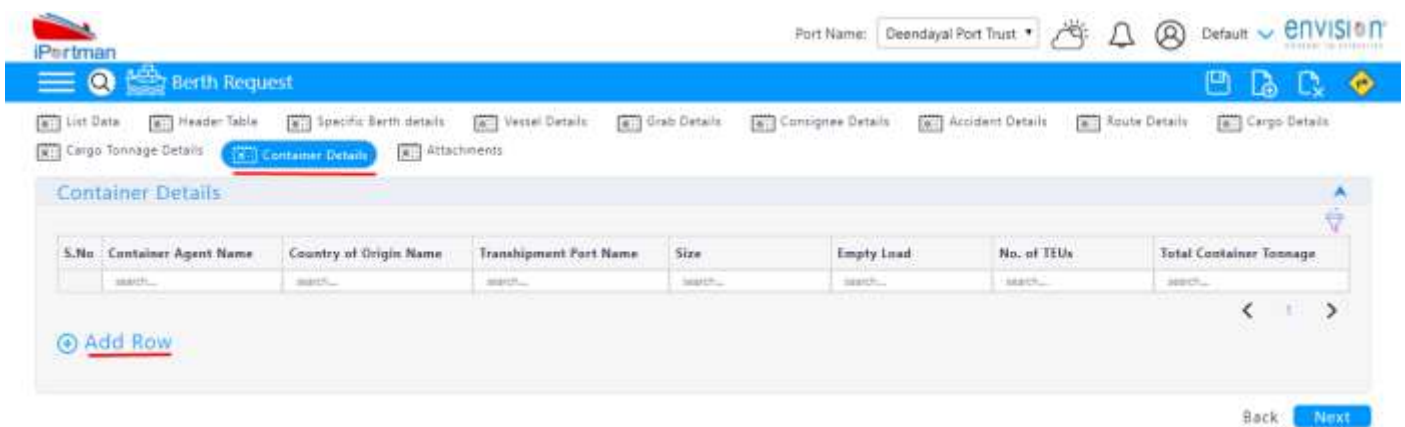 iPortman
Port Name: Deendayal Port Trust Default envision
Berth Request
List Data Header Table Specific Berth details Vessel Details Grab Details Consignee Details Accident Details Route Details Cargo Details
Cargo Tonnage Details Container Details Attachments
Container Details
S.No Container Agent Name Country of Origin Name Transhipment Port Name Size Empty Load No. of TEUs Total Container Tonnage
search... search... search... search... search... search... search...
1
Add Row
Back Next